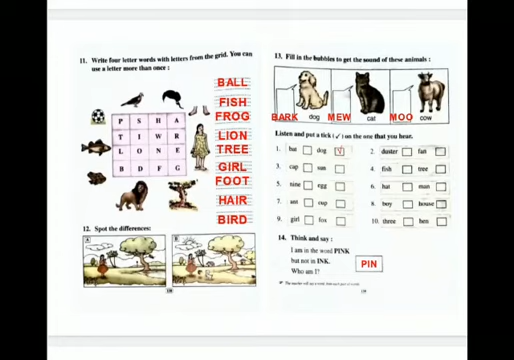 11. Write four letter words with letters from the grid. You can
use a letter more than once :
P S H A
T I W R
L O N E
B D F G
BALL
FISH
FROG
LION
TREE
GIRL
FOOT
HAIR
BIRD
12. Spot the differences:
A
B
13. Fill in the bubbles to get the sound of these animals :
BARK dog MEW cat MOO cow
Listen and put a tick (✓) on the one that you hear.
1. bat dog ✓ 2. duster fan
3. cap sun 4. fish tree
5. nine egg 6. hat man
7. ant cup 8. boy house
9. girl fox 10. three hen
14. Think and say :
I am in the word PINK
but not in INK.
Who am I?
PIN